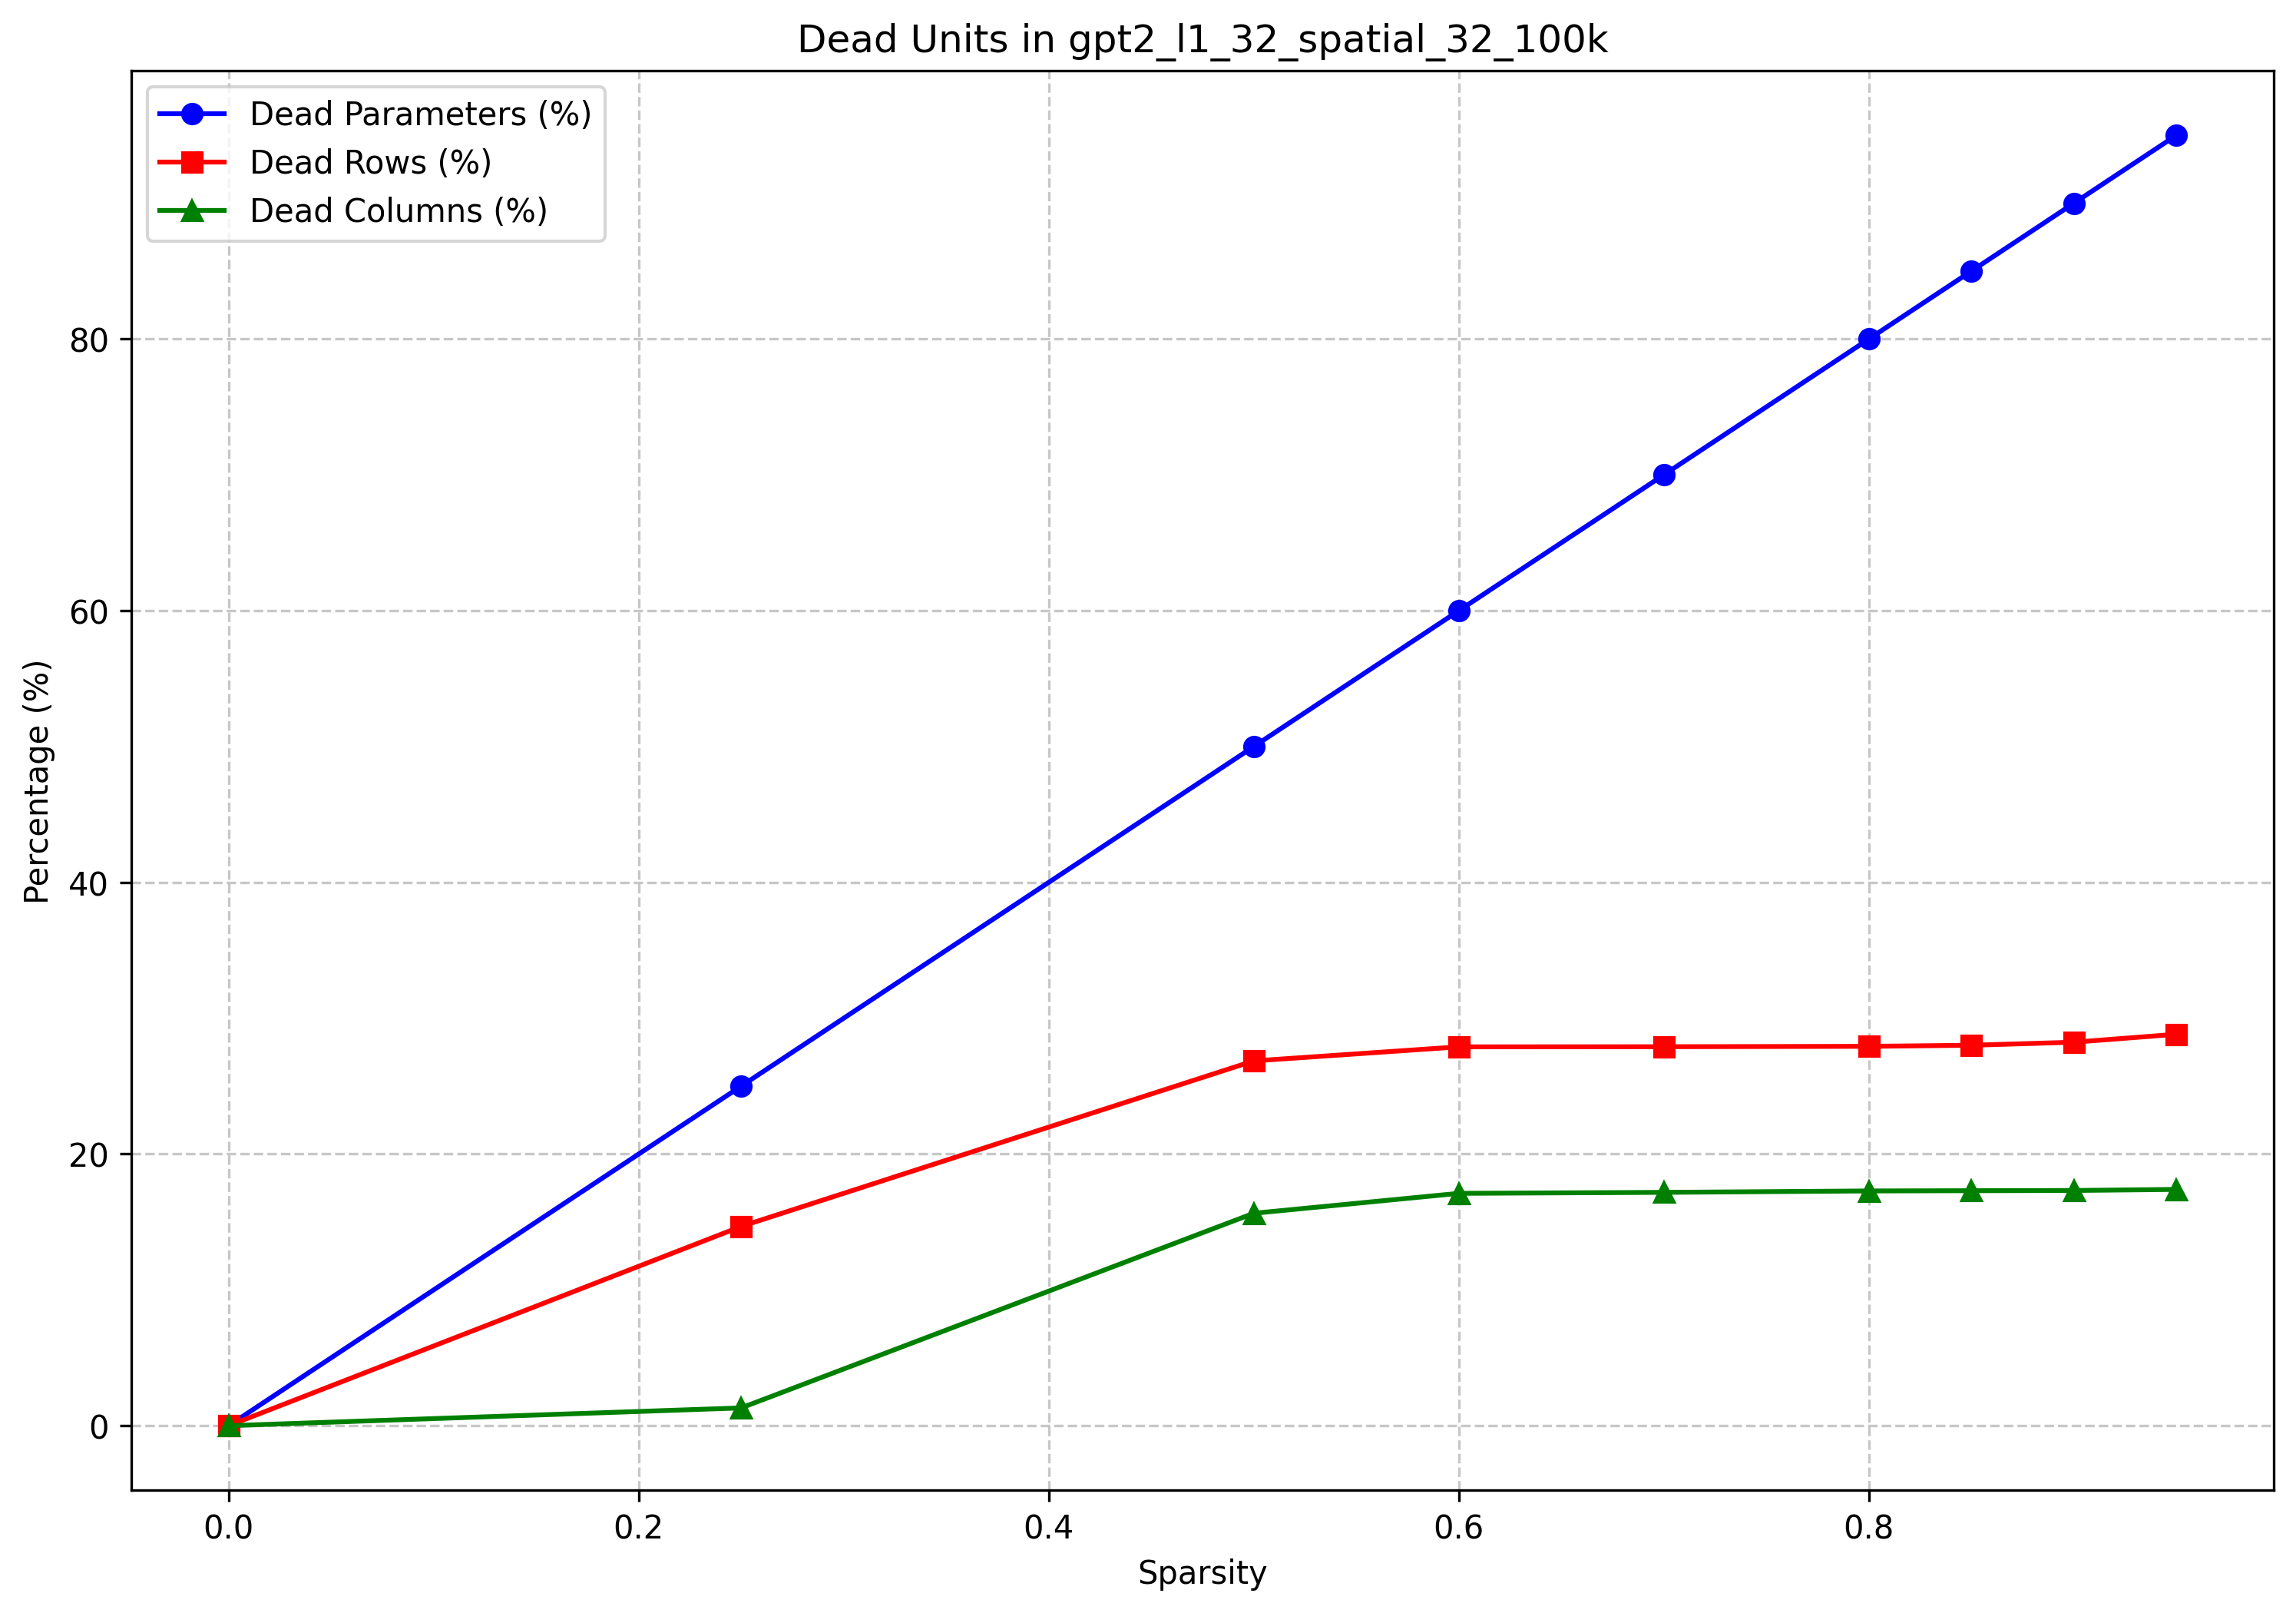 Dead Units in gpt2_l1_32_spatial_32_100k
Dead Parameters (%)
Dead Rows (%)
Dead Columns (%)
Percentage (%)
80
60
40
20
0
0.0
0.2
0.4
0.6
0.8
Sparsity